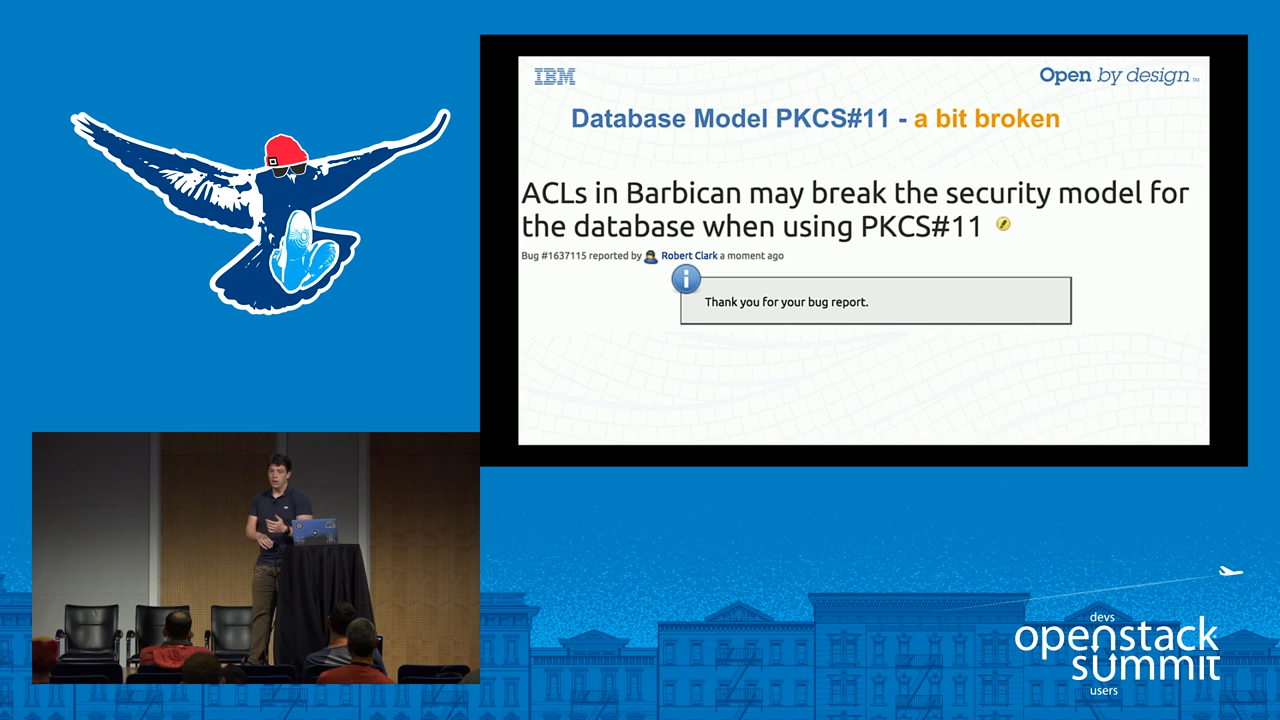 IBM
Open by design™
Database Model PKCS#11 - a bit broken
ACLs in Barbican may break the security model for
the database when using PKCS#11
Bug #1637115 reported by Robert Clark a moment ago
Thank you for your bug report.
devs
openstack
summit
users